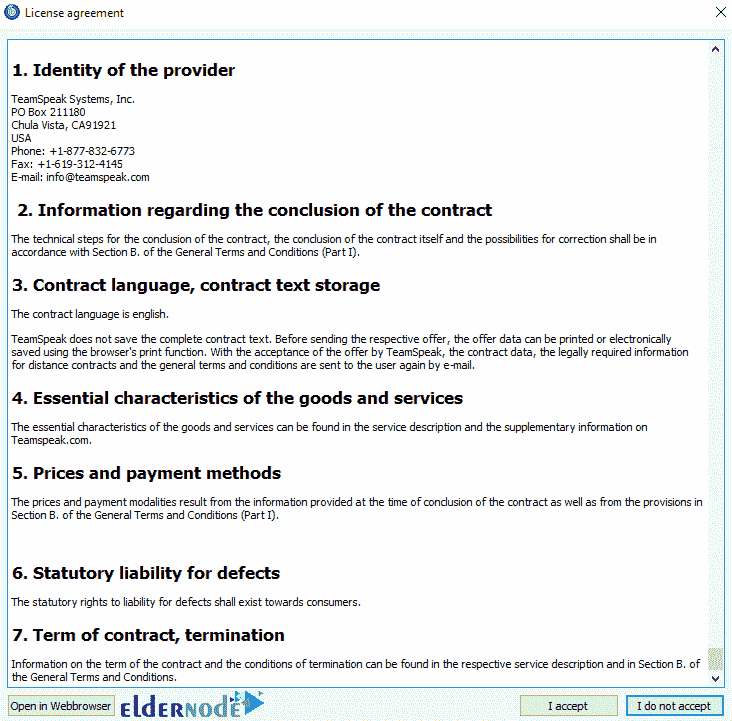 License agreement
1. Identity of the provider
TeamSpeak Systems, Inc.
PO Box 211180
Chula Vista, CA91921
USA
Phone: +1-877-832-6773
Fax: +1-619-312-4145
E-mail: info@teamspeak.com
2. Information regarding the conclusion of the contract
The technical steps for the conclusion of the contract, the conclusion of the contract itself and the possibilities for correction shall be in
accordance with Section B. of the General Terms and Conditions (Part I).
3. Contract language, contract text storage
The contract language is english.
TeamSpeak does not save the complete contract text. Before sending the respective offer, the offer data can be printed or electronically
saved using the browser's print function. With the acceptance of the offer by TeamSpeak, the contract data, the legally required information
for distance contracts and the general terms and conditions are sent to the user again by e-mail.
4. Essential characteristics of the goods and services
The essential characteristics of the goods and services can be found in the service description and the supplementary information on
Teamspeak.com.
5. Prices and payment methods
The prices and payment modalities result from the information provided at the time of conclusion of the contract as well as from the provisions in
Section B. of the General Terms and Conditions (Part I).
6. Statutory liability for defects
The statutory rights to liability for defects shall exist towards consumers.
7. Term of contract, termination
Information on the term of the contract and the conditions of termination can be found in the respective service description and in Section B. of
the General Terms and Conditions.
Open in Webbrowser
eldernode
I accept
I do not accept